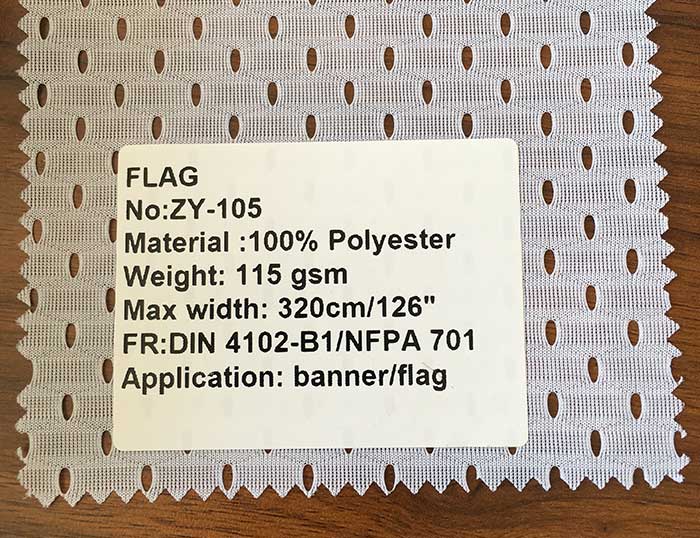 FLAG
No:ZY-105
Material :100% Polyester
Weight: 115 gsm
Max width: 320cm/126"
FR:DIN 4102-B1/NFPA 701
Application: banner/flag